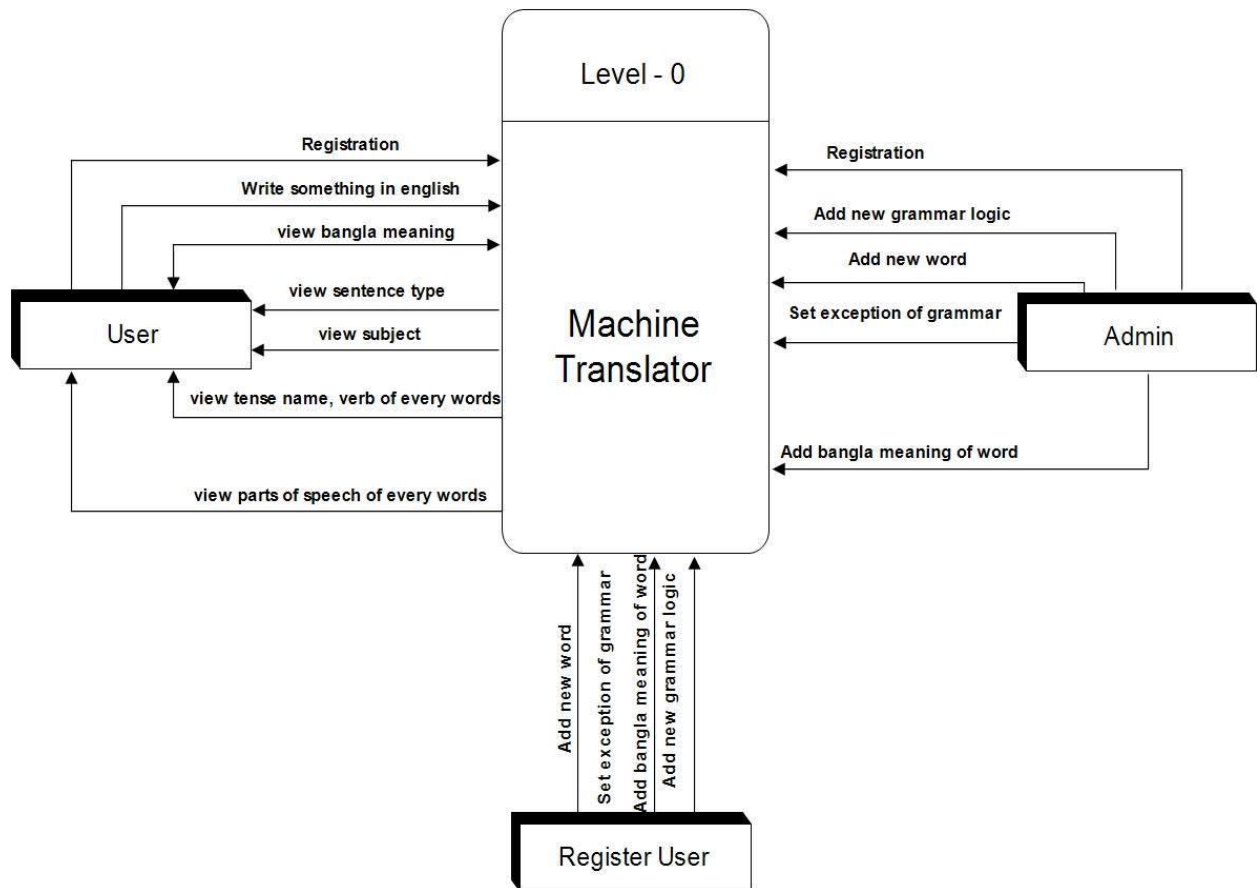 Level - 0
Registration
Write something in english
view bangla meaning
view sentence type
view subject
view tense name, verb of every words
view parts of speech of every words
User
Machine
Translator
Registration
Add new grammar logic
Add new word
Set exception of grammar
Add bangla meaning of word
Admin
Add new word
Set exception of grammar
Add bangla meaning of word
Add new grammar logic
Register User